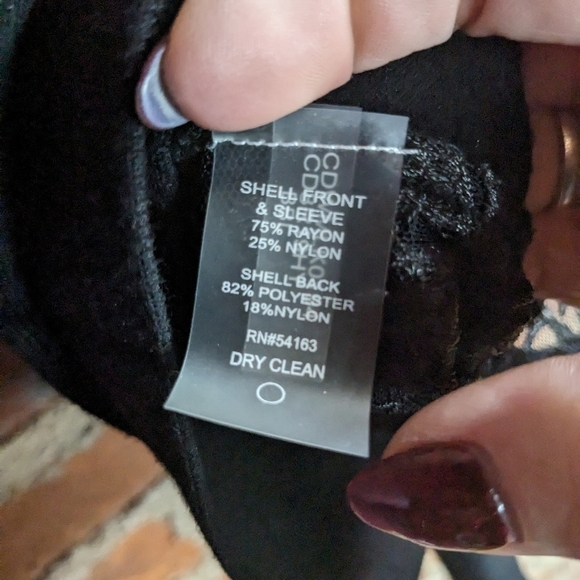 SHELL FRONT
& SLEEVE
75% RAYON
25% NYLON
SHELL BACK
82% POLYESTER
18%NYLON
RN#54163
DRY CLEAN